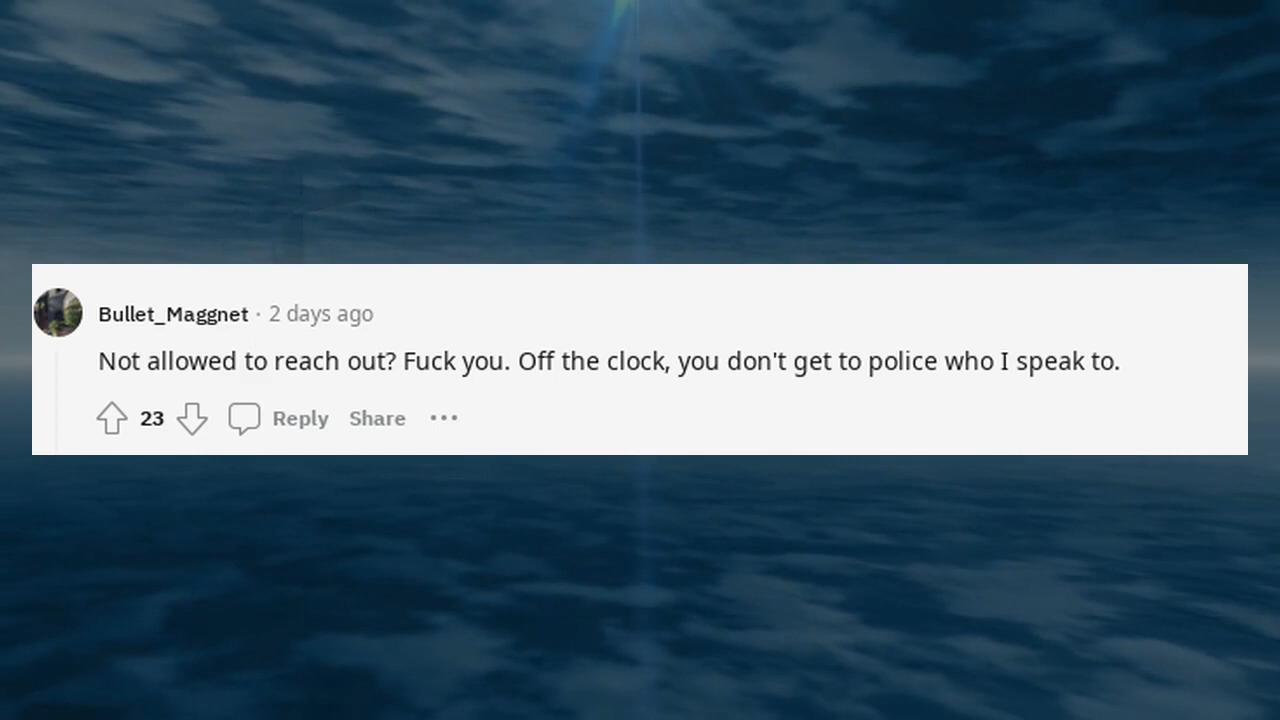 Bullet_Maggnet · 2 days ago
Not allowed to reach out? Fuck you. Off the clock, you don't get to police who I speak to.
23 Reply Share ···